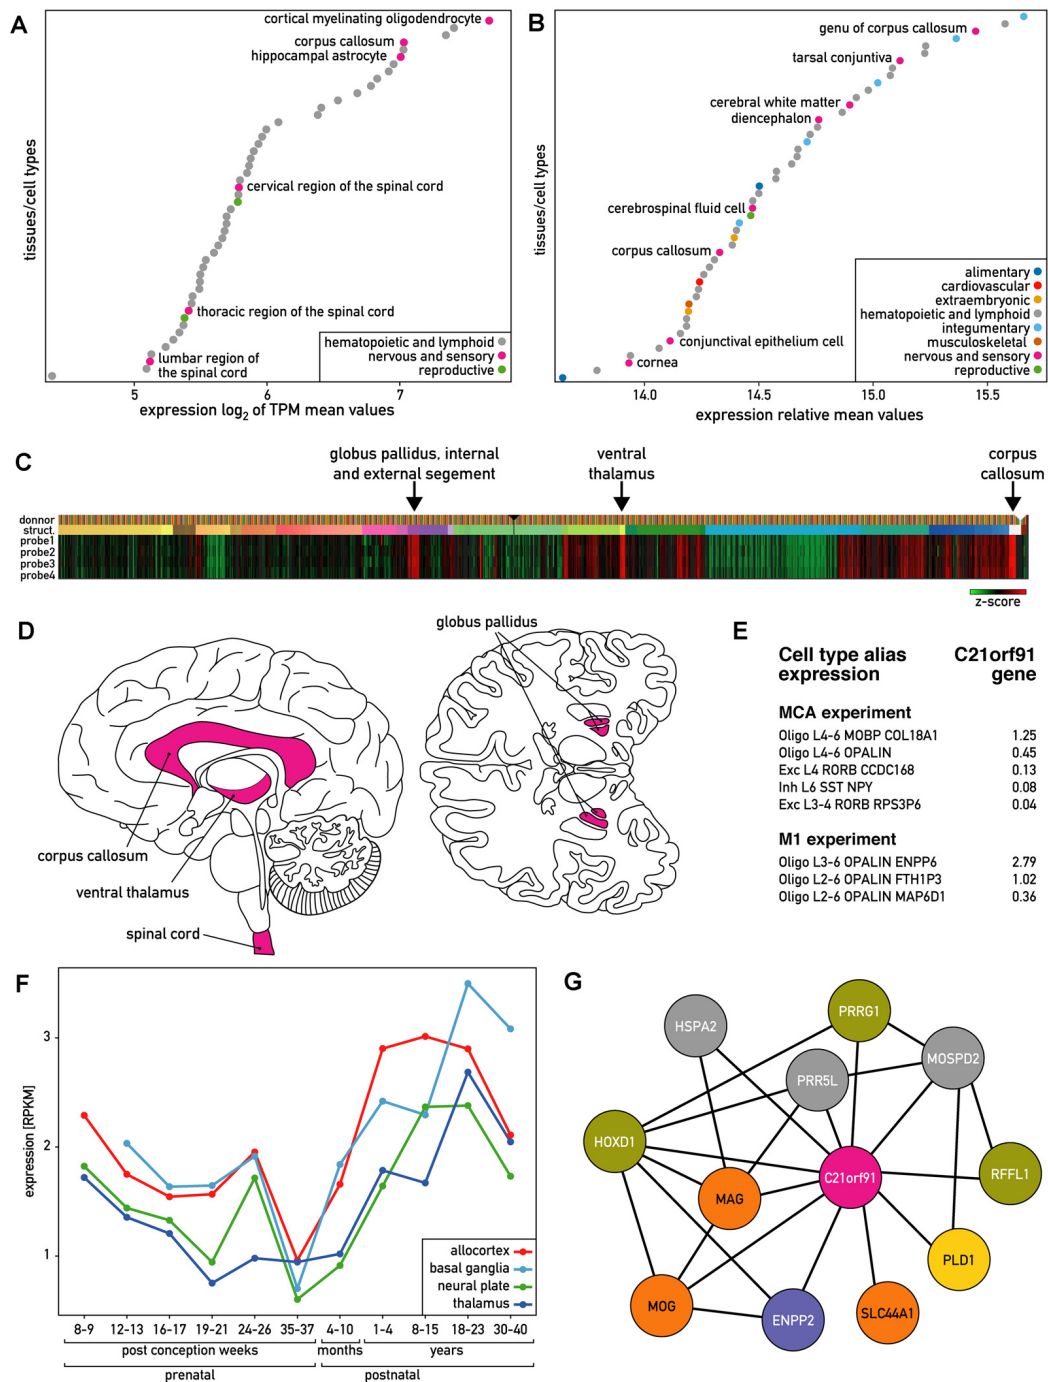 A
cortical myelinating oligodendrocyte
corpus callosum
hippocampal astrocyte
cervical region of the spinal cord
thoracic region of the spinal cord
lumbar region of
the spinal cord
hematopoietic and lymphoid
nervous and sensory
reproductive
tissues/cell types
5 6 7
expression log2 of TPM mean values
B
genu of corpus callosum
tarsal conjuntiva
cerebral white matter
diencephalon
cerebrospinal fluid cell
corpus callosum
conjunctival epithelium cell
cornea
alimentary
cardiovascular
extraembryonic
hematopoietic and lymphoid
integumentary
musculoskeletal
nervous and sensory
reproductive
tissues/cell types
14.0 14.5 15.0 15.5
expression relative mean values
C
globus pallidus, internal
and external segement
ventral
thalamus
corpus
callosum
donnor
struct.
probe1
probe2
probe3
probe4
z-score
D
globus pallidus
corpus callosum
ventral thalamus
spinal cord
E
Cell type alias expression C21orf91 gene
MCA experiment
Oligo L4-6 MOBP COL18A1 1.25
Oligo L4-6 OPALIN 0.45
Exc L4 RORB CCDC168 0.13
Inh L6 SST NPY 0.08
Exc L3-4 RORB RPS3P6 0.04
M1 experiment
Oligo L3-6 OPALIN ENPP6 2.79
Oligo L2-6 OPALIN FTH1P3 1.02
Oligo L2-6 OPALIN MAP6D1 0.36
F
expression [RPKM]
3
2
1
allocortex
basal ganglia
neural plate
thalamus
8-9 12-13 16-17 19-21 24-26 35-37 4-10 1-4 8-15 18-23 30-40
post conception weeks months years
prenatal postnatal
G
HSPA2
PRRG1
MOSPD2
PRR5L
HOXD1
C21orf91
RFFL1
MAG
PLD1
MOG
ENPP2
SLC44A1